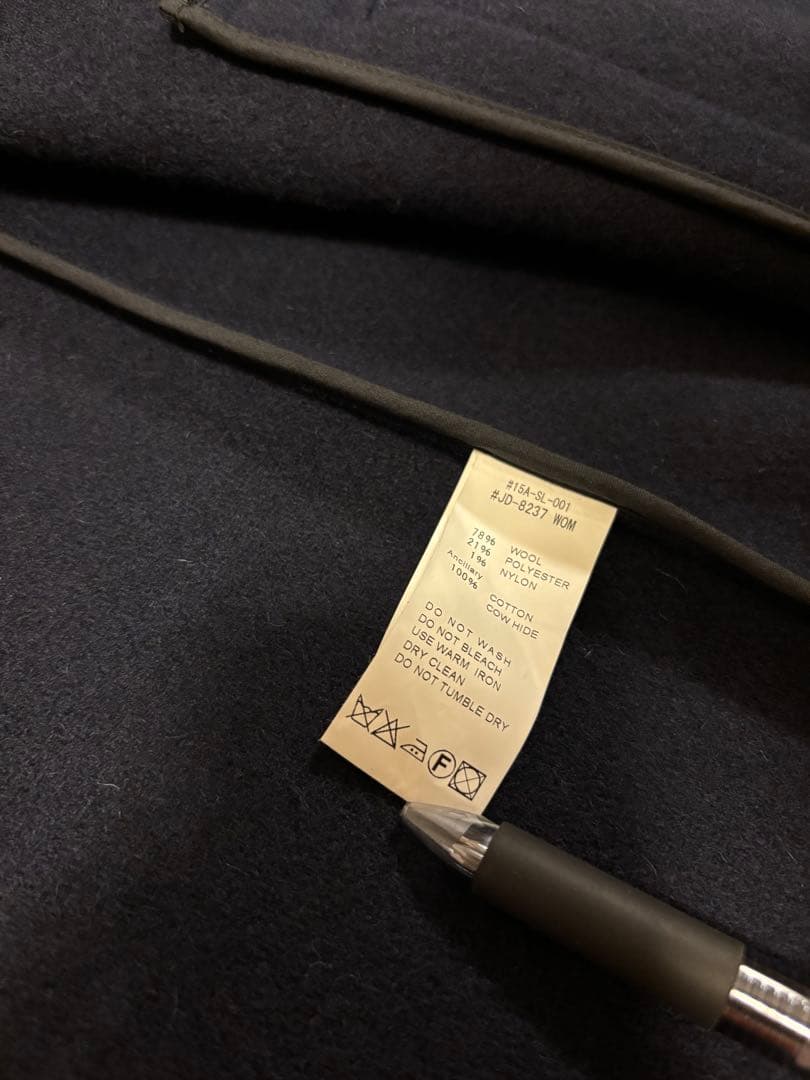 #15A-SL-001
#JD-8237 WOM
78% WOOL
21% POLYESTER
1% NYLON
Ancillary
100% COTTON
COW HIDE
DO NOT WASH
DO NOT BLEACH
USE WARM IRON
DRY CLEAN
DO NOT TUMBLE DRY
F